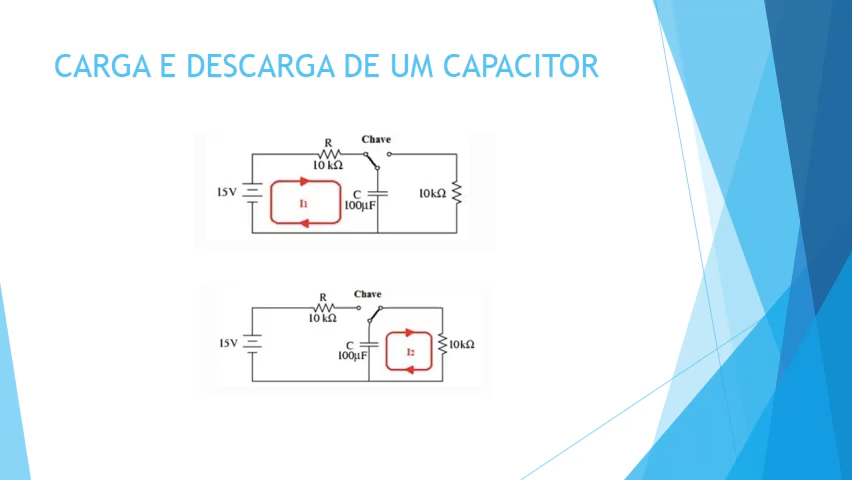 CARGA E DESCARGA DE UM CAPACITOR
R
Chave
10 kΩ
15V
I1
C
100μF
10kΩ
R
Chave
10 kΩ
15V
C
100μF
I2
10kΩ